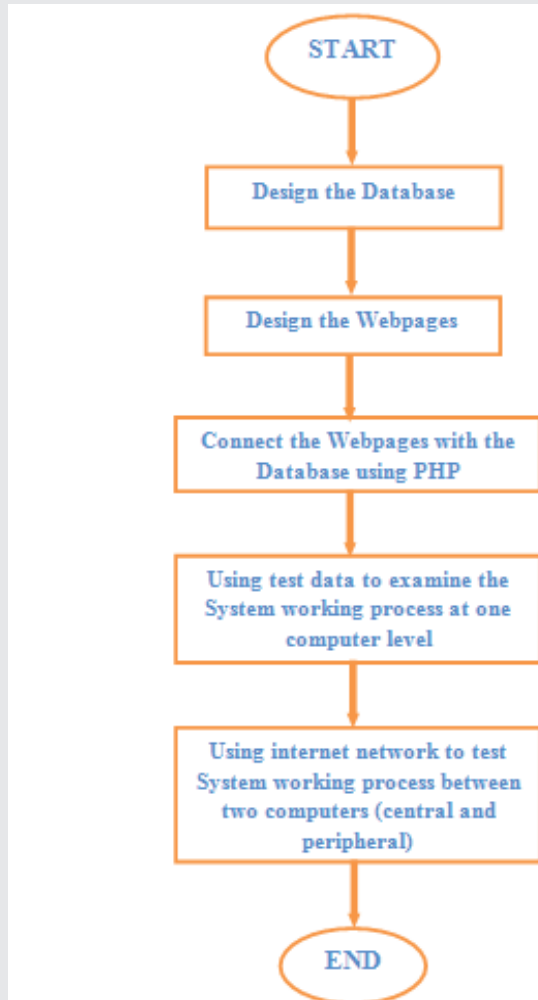 START
Design the Database
Design the Webpages
Connect the Webpages with the
Database using PHP
Using test data to examine the
System working process at one
computer level
Using internet network to test
System working process between
two computers (central and
peripheral)
END